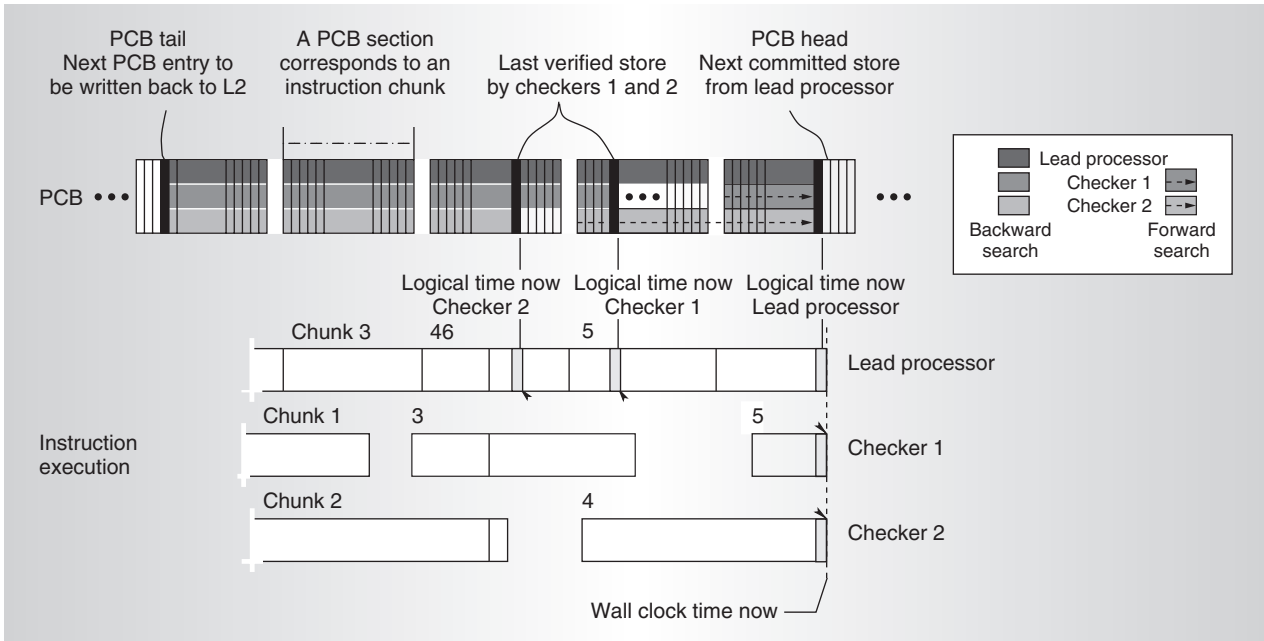 PCB tail
Next PCB entry to
be written back to L2
A PCB section
corresponds to an
instruction chunk
Last verified store
by checkers 1 and 2
PCB head
Next committed store
from lead processor
PCB
Lead processor
Checker 1
Checker 2
Backward
search
Forward
search
Logical time now
Checker 2
Logical time now
Checker 1
Logical time now
Lead processor
Chunk 3
46
5
Lead processor
Instruction
execution
Chunk 1
3
5
Checker 1
Chunk 2
4
Checker 2
Wall clock time now